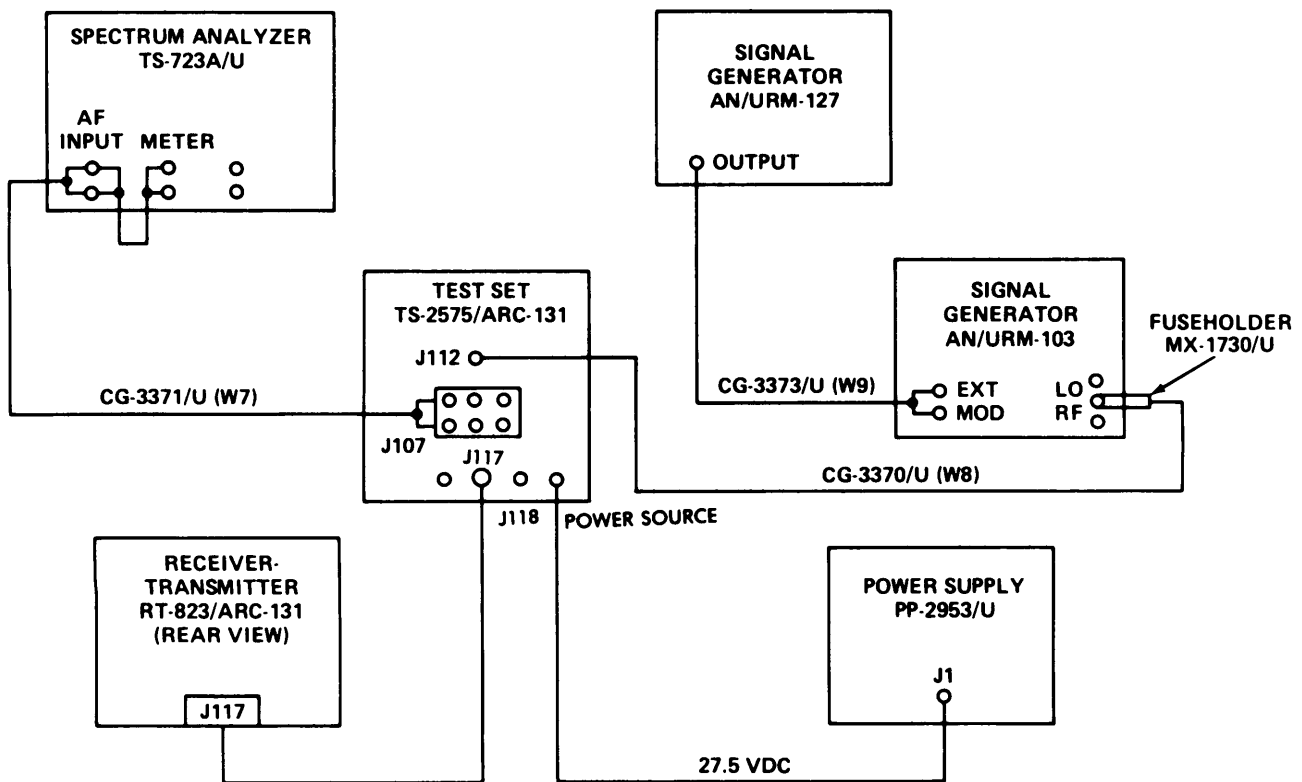 SPECTRUM ANALYZER
TS-723A/U
AF
INPUT METER
SIGNAL
GENERATOR
AN/URM-127
OUTPUT
TEST SET
TS-2575/ARC-131
J112
J107
J117
J118 POWER SOURCE
CG-3371/U (W7)
SIGNAL
GENERATOR
AN/URM-103
EXT
MOD
LO
RF
FUSEHOLDER
MX-1730/U
CG-3373/U (W9)
CG-3370/U (W8)
RECEIVER-
TRANSMITTER
RT-823/ARC-131
(REAR VIEW)
J117
POWER SUPPLY
PP-2953/U
J1
27.5 VDC